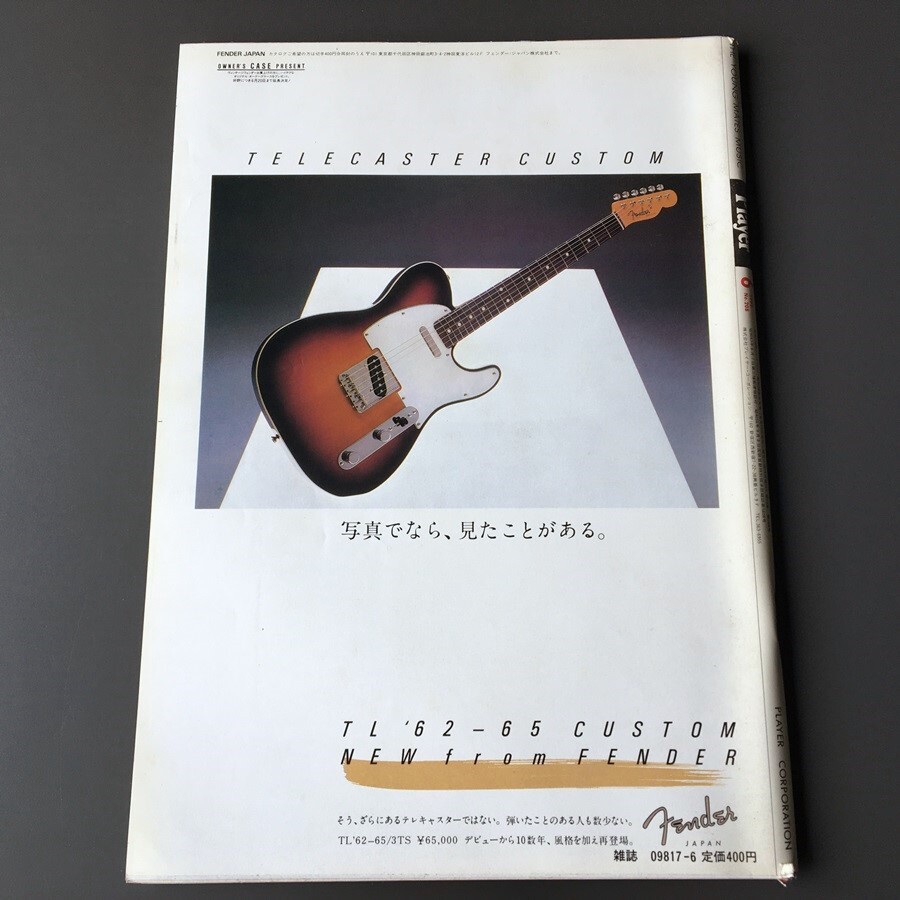 FENDER JAPAN
OWNER'S CASE PRESENT
TELECASTER CUSTOM
Fender
写真でなら、見たことがある。
TL '62–65 CUSTOM
NEW from FENDER
そう、ざらにあるテレキャスターではない。弾いたことのある人も数少ない。
TL'62–65/3TS ¥65,000 デビューから10数年、風格を加え再登場。
Fender
JAPAN
雑誌 09817-6 定価400円
THE YOUNG MATES MUSIC
Player
PLAYER CORPORATION